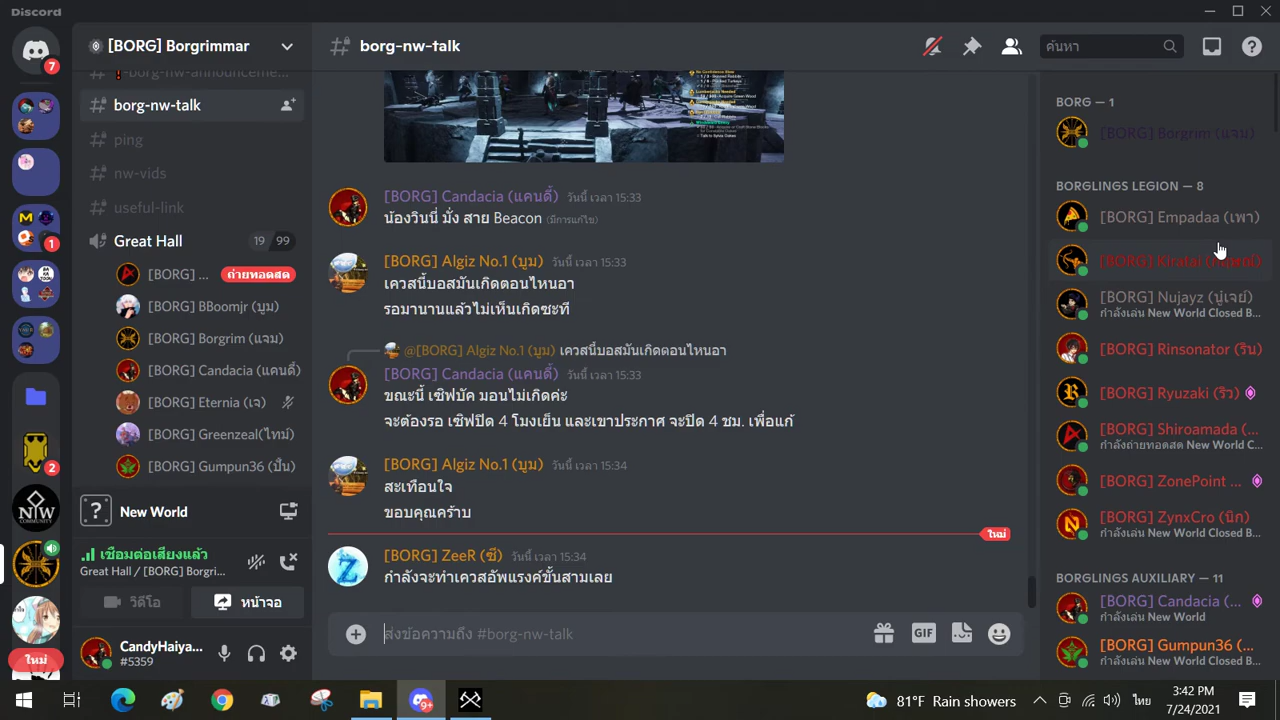 Discord
7
1
2
ใหม่
[BORG] Borgrimmar
-borg-nw-announceme...
borg-nw-talk
ping
nw-vids
useful-link
Great Hall 19 99
[BORG] ... ถ่ายทอดสด
[BORG] BBoomjr (บูม)
[BORG] Borgrim (แจม)
[BORG] Candacia (แคนดี้)
[BORG] Eternia (เจ)
[BORG] Greenzeal(ไทม์)
[BORG] Gumpun36 (ปั้น)
? New World
เชื่อมต่อเสียงแล้ว
Great Hall / [BORG] Borgri...
วิดีโอ หน้าจอ
CandyHaiya...
#5359
borg-nw-talk
[BORG] Candacia (แคนดี้) วันนี้ เวลา 15:33
น้องวินนี่ มั่ง สาย Beacon (มีการแก้ไข)
[BORG] Algiz No.1 (บูม) วันนี้ เวลา 15:33
เควสนี้บอสมันเกิดตอนไหนอา
รอมานานแล้วไม่เห็นเกิดซะที
@[BORG] Algiz No.1 (บูม) เควสนี้บอสมันเกิดตอนไหนอา
[BORG] Candacia (แคนดี้) วันนี้ เวลา 15:33
ขณะนี้ เซิฟบัค มอนไม่เกิดค่ะ
จะต้องรอ เซิฟปิด 4 โมงเย็น และเขาประกาศ จะปิด 4 ชม. เพื่อแก้
[BORG] Algiz No.1 (บูม) วันนี้ เวลา 15:34
สะเทือนใจ
ขอบคุณคร้าบ
ใหม่
[BORG] ZeeR (ซี) วันนี้ เวลา 15:34
กำลังจะทำเควสอัพแรงค์ขั้นสามเลย
ส่งข้อความถึง #borg-nw-talk
GIF
ค้นหา
BORG — 1
[BORG] Borgrim (แจม)
BORGLINGS LEGION — 8
[BORG] Empadaa (เพา)
[BORG] Kiratai
[BORG] Nujayz (นู๋เจย์)
กำลังเล่น New World Closed B...
[BORG] Rinsonator (ริน)
[BORG] Ryuzaki (ริว)
[BORG] Shiroamada (...
กำลังถ่ายทอดสด New World C...
[BORG] ZonePoint ...
[BORG] ZynxCro (นิก)
กำลังเล่น New World Closed B...
BORGLINGS AUXILIARY — 11
[BORG] Candacia (...
กำลังเล่น New World
[BORG] Gumpun36 (...
กำลังเล่น New World Closed B...
9+
81°F Rain showers
ไทย
3:42 PM
7/24/2021